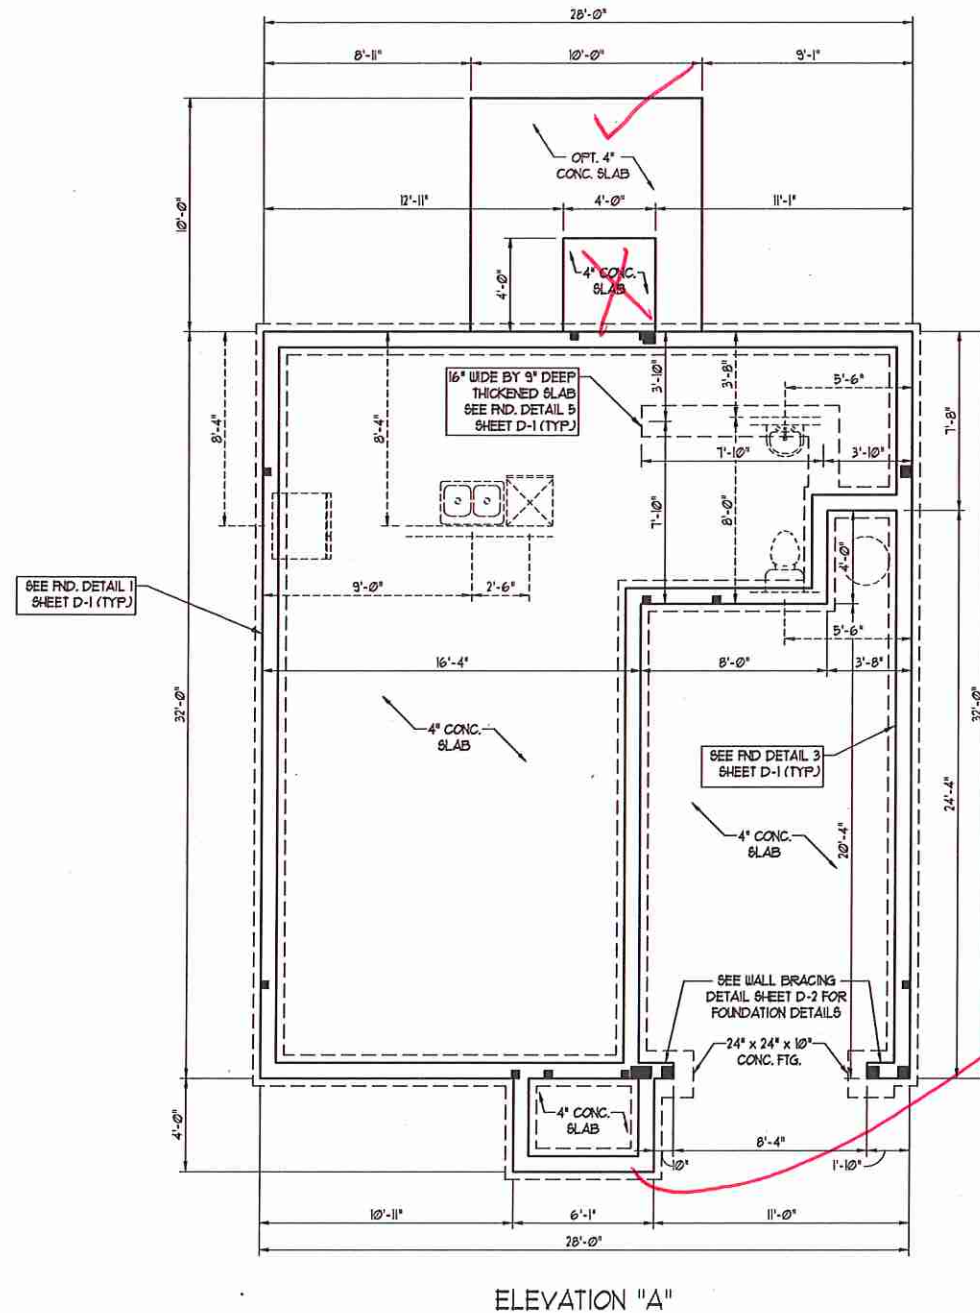 28'-0"
8'-11"
10'-0"
9'-1"
OPT. 4"
CONC. SLAB
10'-0"
12'-11"
4'-0"
11'-1"
4'-0"
4" CONC.
SLAB
16" WIDE BY 9" DEEP
THICKENED SLAB
SEE FND. DETAIL 5
SHEET D-1 (TYP.)
3'-10"
3'-8"
5'-6"
7'-8"
8'-4"
8'-4"
7'-10"
3'-10"
7'-10"
8'-0"
4'-0"
SEE FND. DETAIL 1
SHEET D-1 (TYP.)
9'-0"
2'-6"
5'-6"
16'-4"
8'-0"
3'-8"
32'-0"
32'-0"
4" CONC.
SLAB
SEE FND DETAIL 3
SHEET D-1 (TYP.)
24'-4"
20'-4"
4" CONC.
SLAB
SEE WALL BRACING
DETAIL SHEET D-2 FOR
FOUNDATION DETAILS
24" x 24" x 10"
CONC. FTG.
4'-0"
4" CONC.
SLAB
8'-4"
10"
1'-10"
10'-11"
6'-1"
11'-0"
28'-0"
ELEVATION "A"